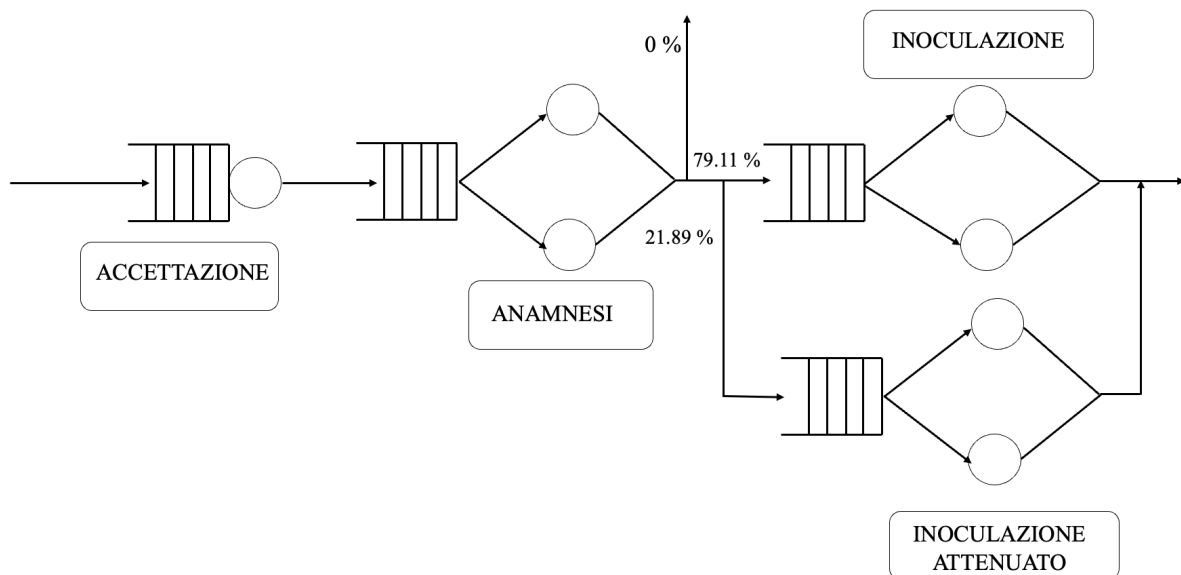 INOCULAZIONE
0 %
79.11 %
21.89 %
ACCETTAZIONE
ANAMNESI
INOCULAZIONE
ATTENUATO